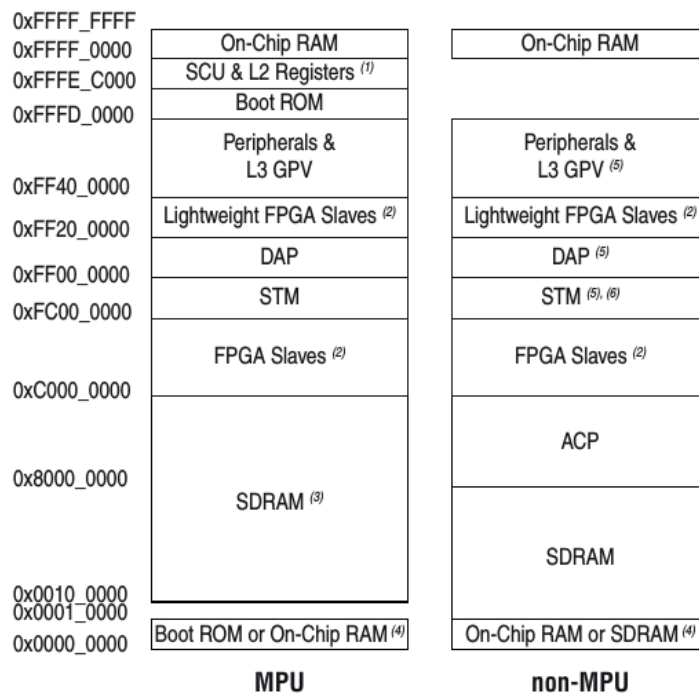 0xFFFF_FFFF
0xFFFF_0000
0xFFFE_C000
0xFFFD_0000
0xFF40_0000
0xFF20_0000
0xFF00_0000
0xFC00_0000
0xC000_0000
0x8000_0000
0x0010_0000
0x0001_0000
0x0000_0000
On-Chip RAM
SCU & L2 Registers (1)
Boot ROM
Peripherals &
L3 GPV
Lightweight FPGA Slaves (2)
DAP
STM
FPGA Slaves (2)
SDRAM (3)
Boot ROM or On-Chip RAM (4)
MPU
On-Chip RAM
Peripherals &
L3 GPV (5)
Lightweight FPGA Slaves (2)
DAP (5)
STM (5), (6)
FPGA Slaves (2)
ACP
SDRAM
On-Chip RAM or SDRAM (4)
non-MPU